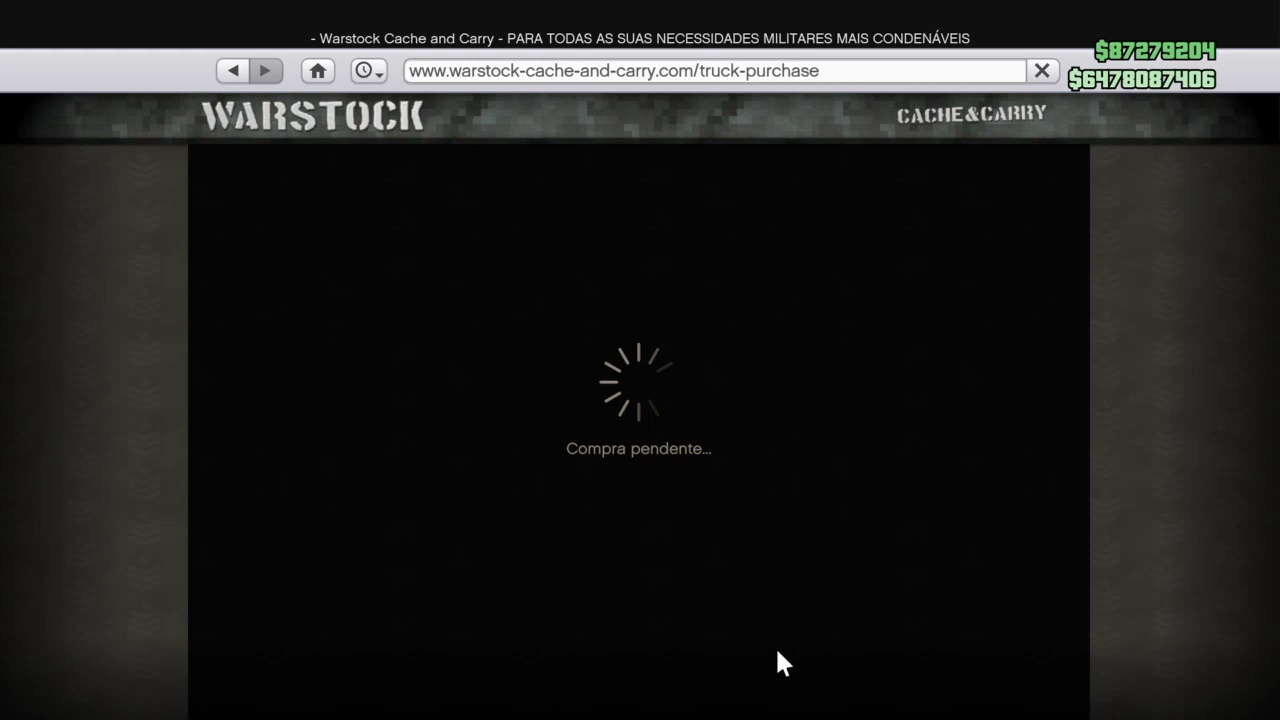 - Warstock Cache and Carry - PARA TODAS AS SUAS NECESSIDADES MILITARES MAIS CONDENÁVEIS
$87279204
www.warstock-cache-and-carry.com/truck-purchase
$6478087406
WARSTOCK
CACHE&CARRY
Compra pendente...